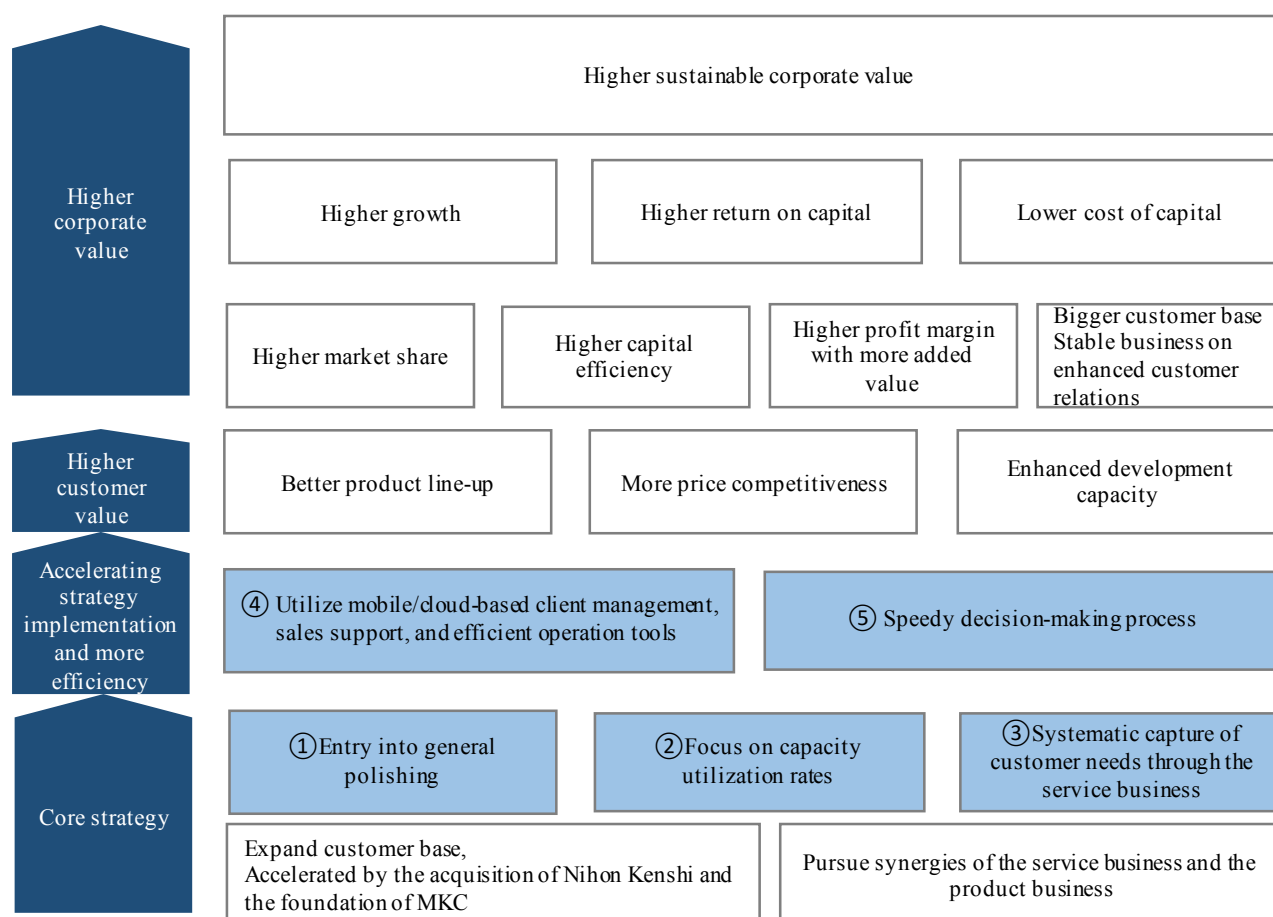 Higher sustainable corporate value
Higher
corporate
value
Higher growth
Higher return on capital
Lower cost of capital
Higher market share
Higher capital
efficiency
Higher profit margin
with more added
value
Bigger customer base
Stable business on
enhanced customer
relations
Higher
customer
value
Better product line-up
More price competitiveness
Enhanced development
capacity
Accelerating
strategy
implementation
and more
efficiency
④ Utilize mobile/cloud-based client management,
sales support, and efficient operation tools
⑤ Speedy decision-making process
Core strategy
①Entry into general
polishing
②Focus on capacity
utilization rates
③Systematic capture of
customer needs through the
service business
Expand customer base,
Accelerated by the acquisition of Nihon Kenshi and
the foundation of MKC
Pursue synergies of the service business and the
product business